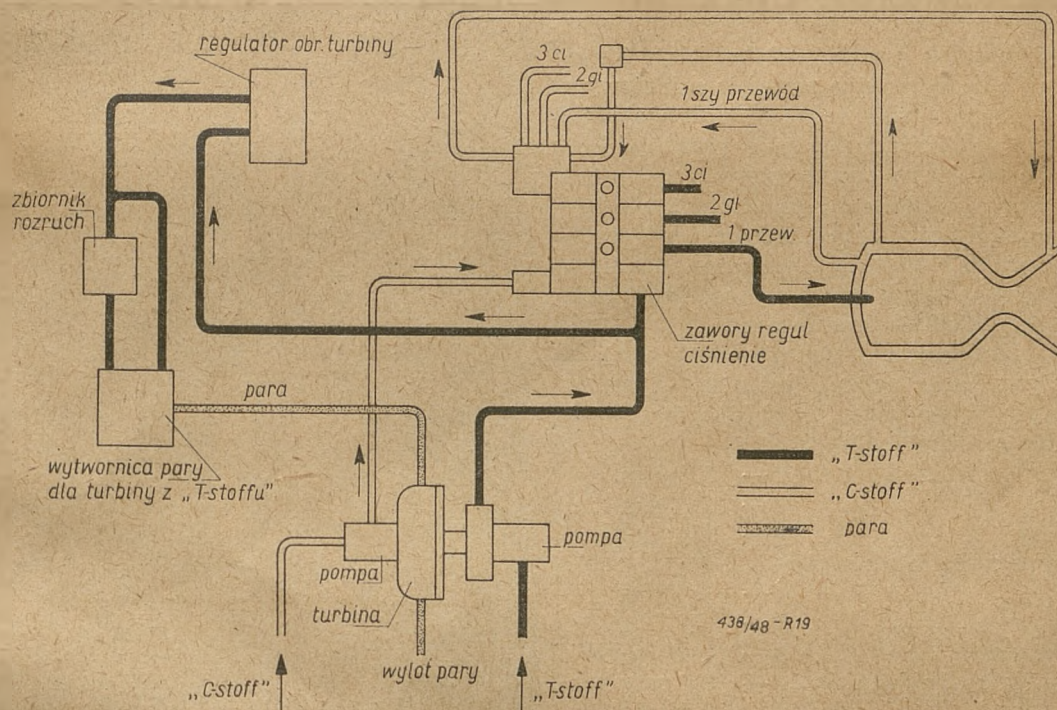 regulator obr. turbiny
3 ci
2 gi
1 szy przewód
zbiornik
rozruch
3 ci
2 gi
1 przew.
zawory regul
ciśnienie
para
wytwornica pary
dla turbiny z „T-stoffu”
„T-stoff”
„C-stoff”
para
pompa
pompa
turbina
438/48-R19
wylot pary
„C-stoff”
„T-stoff”